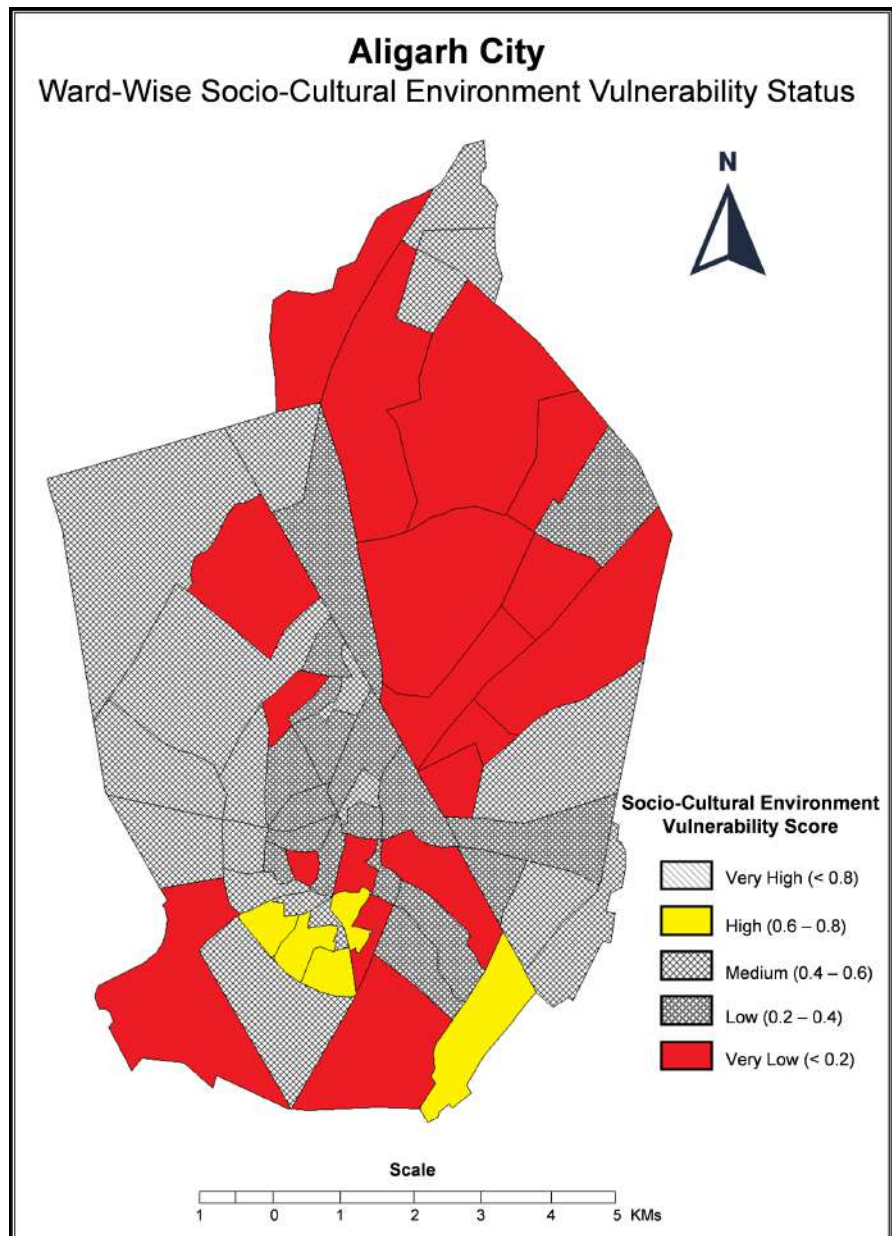 Aligarh City
Ward-Wise Socio-Cultural Environment Vulnerability Status
N
Socio-Cultural Environment
Vulnerability Score
Very High (< 0.8)
High (0.6 – 0.8)
Medium (0.4 – 0.6)
Low (0.2 – 0.4)
Very Low (< 0.2)
Scale
1 0 1 2 3 4 5 KMs